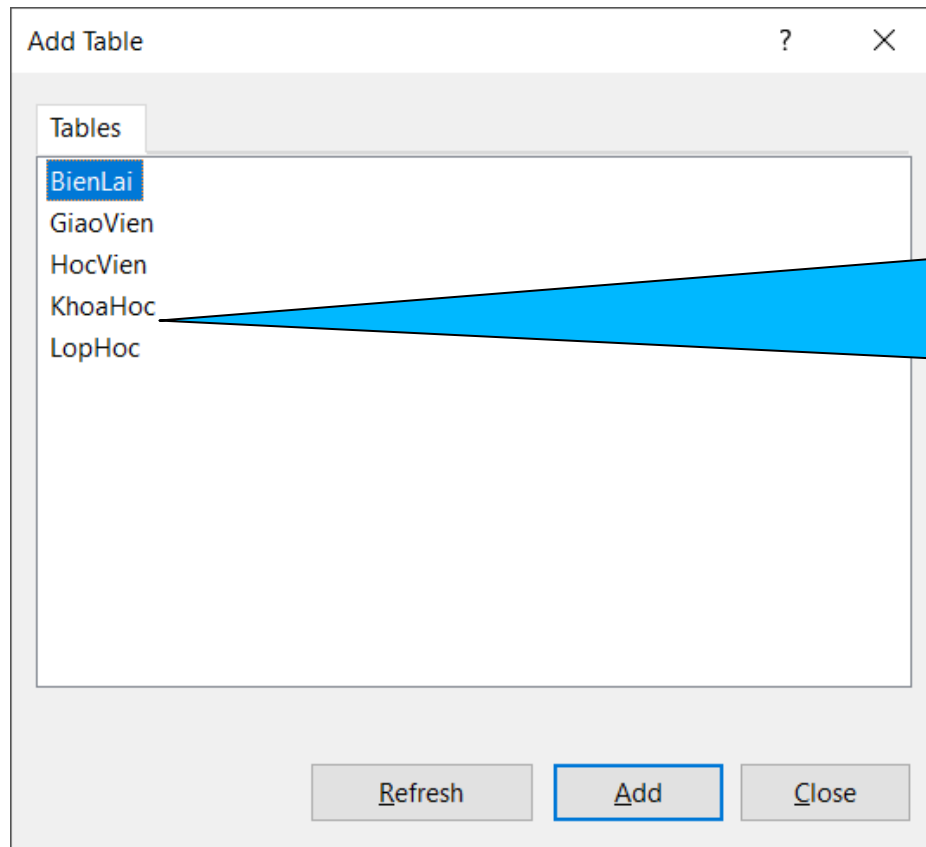 Add Table
?
Tables
BienLai
GiaoVien
HocVien
KhoaHoc
LopHoc
Refresh
Add
Close